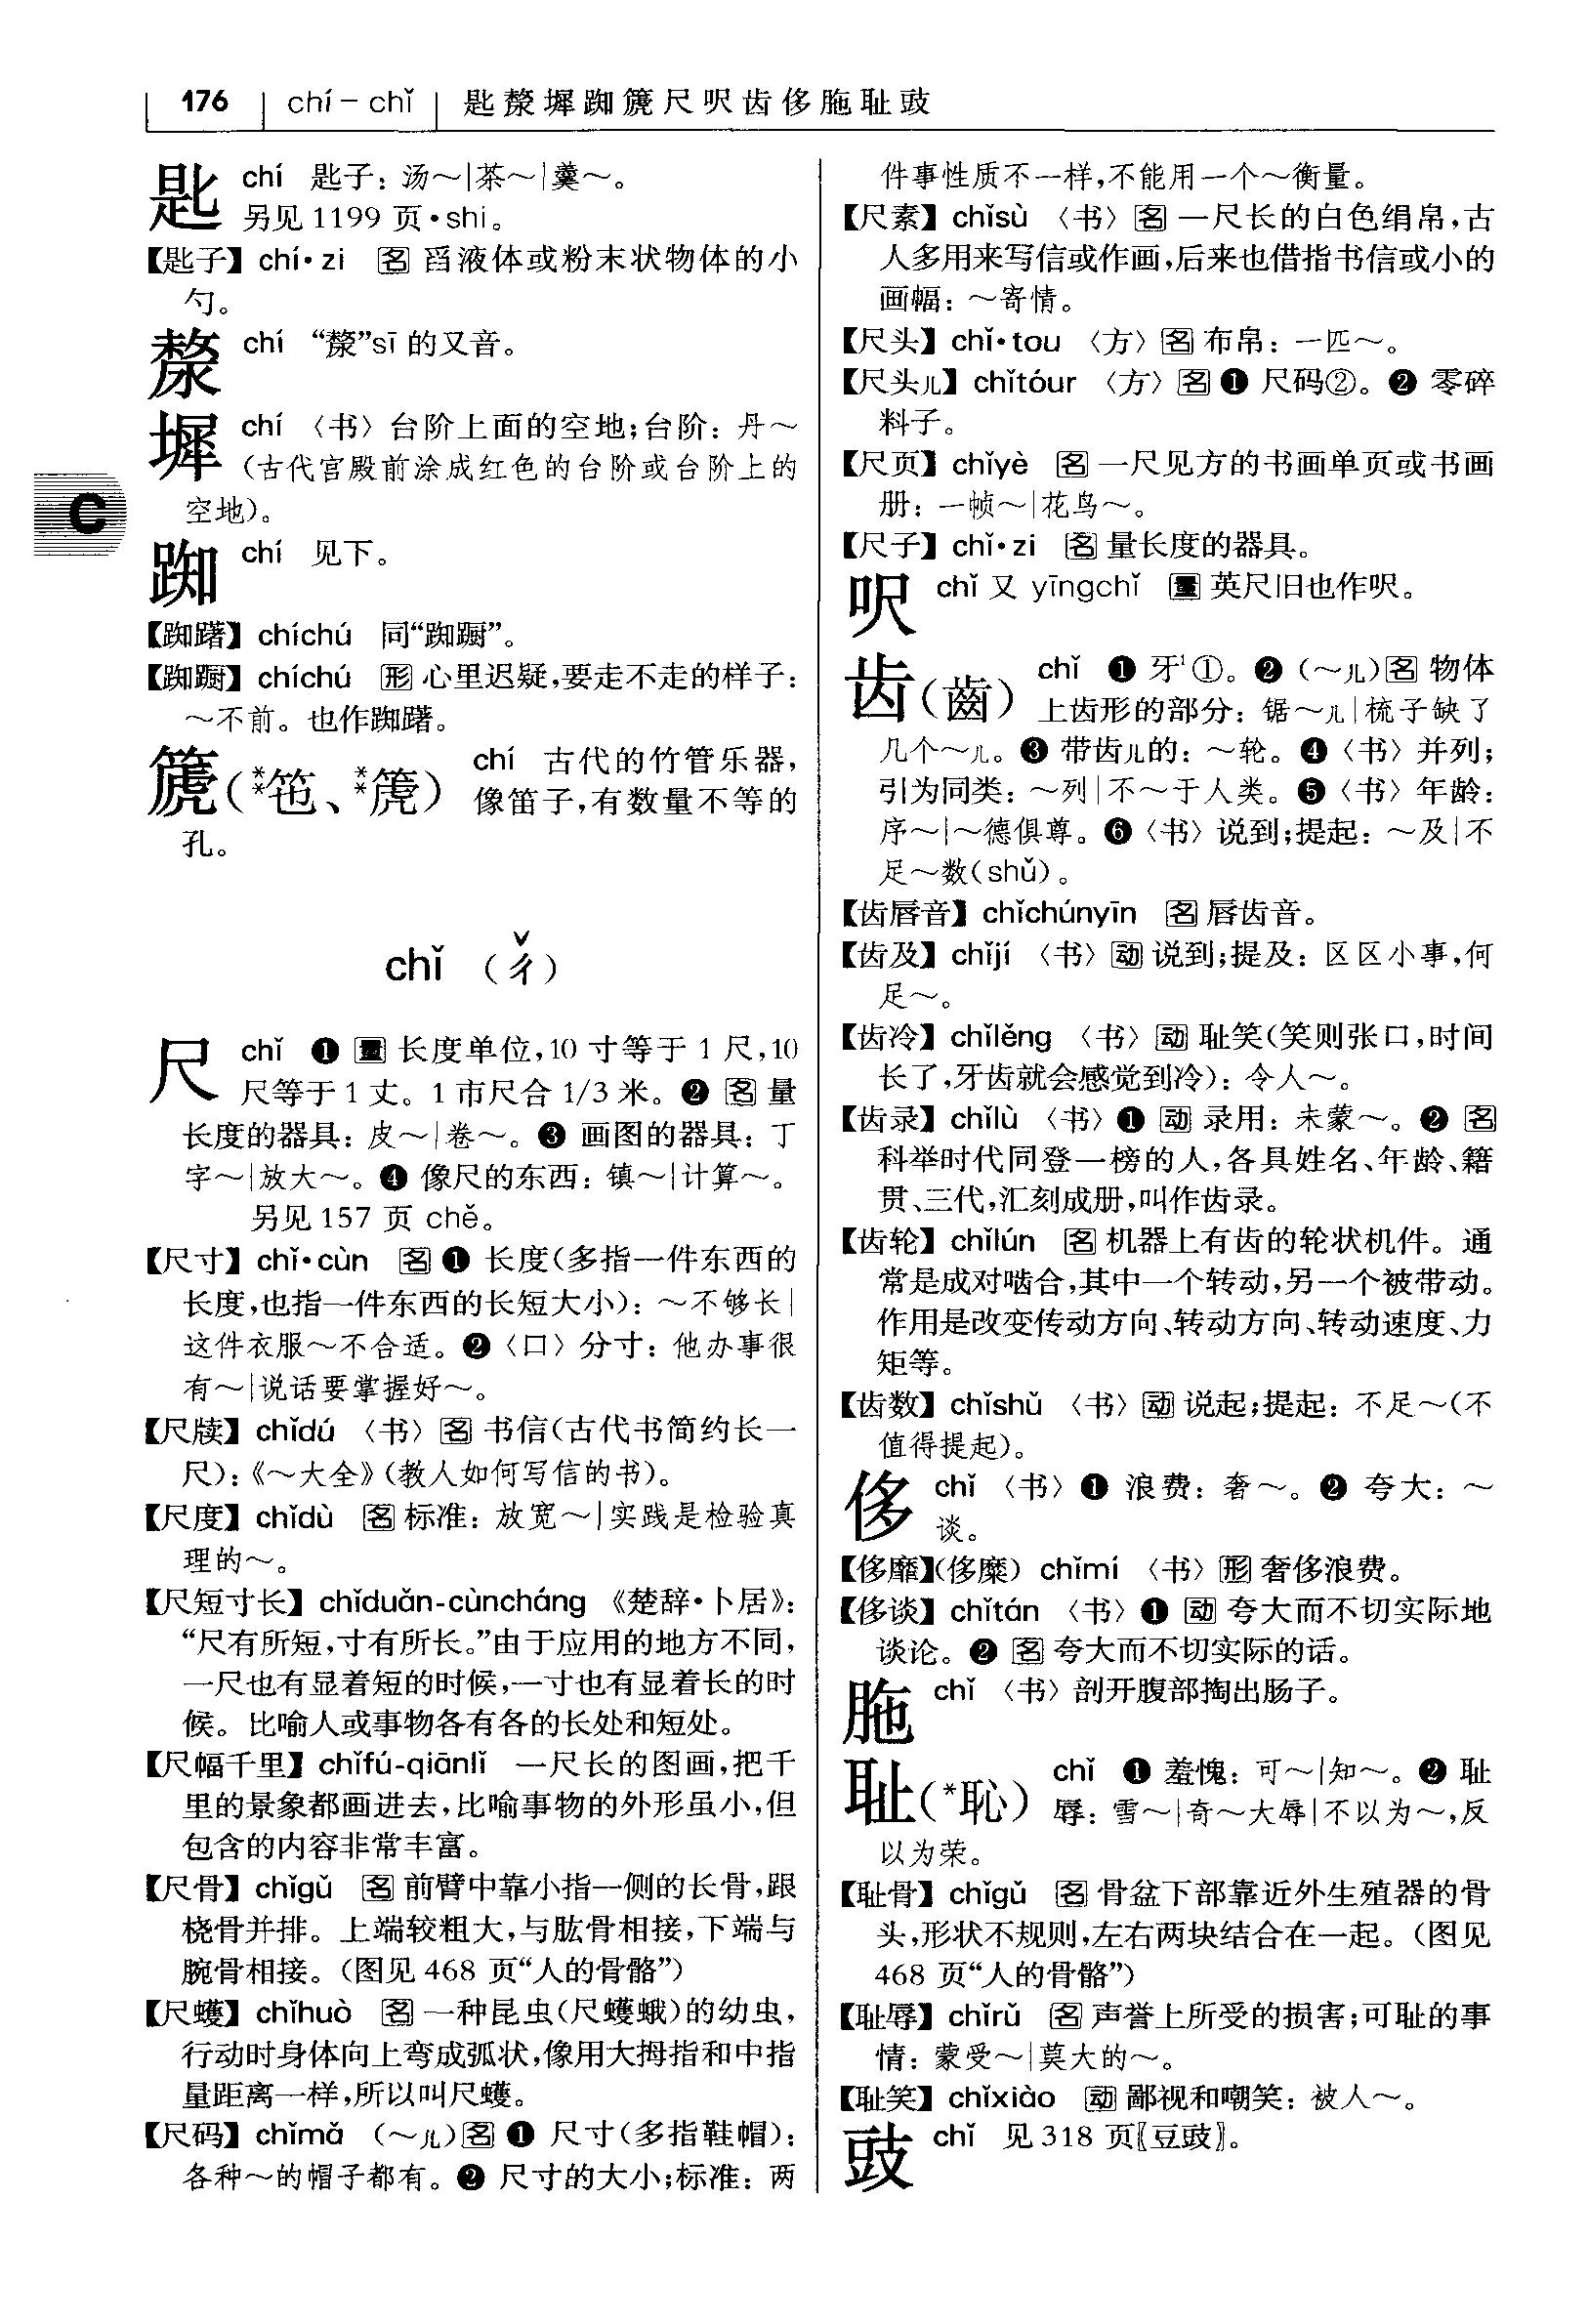 176 chí－chǐ 匙漦墀踟篪尺呎齿侈胣耻豉
匙 chí 匙子：汤～|茶～|羹～。
另见1199页·shi。
【匙子】chí·zi 名 舀液体或粉末状物体的小
勺。
漦 chí “漦”sī的又音。
墀 chí〈书〉台阶上面的空地；台阶：丹～
（古代宫殿前涂成红色的台阶或台阶上的
空地）。
C
踟 chí 见下。
【踟躇】chíchú 同“踟蹰”。
【踟蹰】chíchú 形 心里迟疑，要走不走的样子：
～不前。也作踟躇。
篪（**竾、**箎） chí 古代的竹管乐器，
像笛子，有数量不等的
孔。
chǐ （ㄔˇ）
尺 chǐ ❶ 量 长度单位，10寸等于1尺，10
尺等于1丈。1市尺合1/3米。❷ 名 量
长度的器具：皮～|卷～。❸ 画图的器具：丁
字～|放大～。❹ 像尺的东西：镇～|计算～。
另见157页 chě。
【尺寸】chǐ·cùn 名 ❶ 长度（多指一件东西的
长度，也指一件东西的长短大小）：～不够长|
这件衣服～不合适。❷〈口〉分寸：他办事很
有～|说话要掌握好～。
【尺牍】chǐdú〈书〉名 书信（古代书简约长一
尺）：《～大全》（教人如何写信的书）。
【尺度】chǐdù 名 标准：放宽～|实践是检验真
理的～。
【尺短寸长】chǐduǎn-cùncháng《楚辞·卜居》：
“尺有所短，寸有所长。”由于应用的地方不同，
一尺也有显着短的时候，一寸也有显着长的时
候。比喻人或事物各有各的长处和短处。
【尺幅千里】chǐfú-qiānlǐ 一尺长的图画，把千
里的景象都画进去，比喻事物的外形虽小，但
包含的内容非常丰富。
【尺骨】chǐgǔ 名 前臂中靠小指一侧的长骨，跟
桡骨并排。上端较粗大，与肱骨相接，下端与
腕骨相接。（图见468页“人的骨骼”）
【尺蠖】chǐhuò 名 一种昆虫（尺蠖蛾）的幼虫，
行动时身体向上弯成弧状，像用大拇指和中指
量距离一样，所以叫尺蠖。
【尺码】chǐmǎ （～儿）名 ❶ 尺寸（多指鞋帽）：
各种～的帽子都有。❷ 尺寸的大小；标准：两
件事性质不一样，不能用一个～衡量。
【尺素】chǐsù〈书〉名 一尺长的白色绢帛，古
人多用来写信或作画，后来也借指书信或小的
画幅：～寄情。
【尺头】chǐ·tou〈方〉名 布帛：一匹～。
【尺头儿】chǐtóur〈方〉名 ❶ 尺码②。❷ 零碎
料子。
【尺页】chǐyè 名 一尺见方的书画单页或书画
册：一帧～|花鸟～。
【尺子】chǐ·zi 名 量长度的器具。
呎 chǐ 又 yīngchǐ 量 英尺旧也作呎。
齿（齒） chǐ ❶ 牙¹①。❷（～儿）名 物体
上齿形的部分：锯～儿|梳子缺了
几个～儿。❸ 带齿儿的：～轮。❹〈书〉并列；
引为同类：～列|不～于人类。❺〈书〉年龄：
序～|～德俱尊。❻〈书〉说到；提起：～及|不
足～数（shǔ）。
【齿唇音】chǐchúnyīn 名 唇齿音。
【齿及】chǐjí〈书〉动 说到；提及：区区小事，何
足～。
【齿冷】chǐlěng〈书〉动 耻笑（笑则张口，时间
长了，牙齿就会感觉到冷）：令人～。
【齿录】chǐlù〈书〉❶ 动 录用：未蒙～。❷ 名
科举时代同登一榜的人，各具姓名、年龄、籍
贯、三代，汇刻成册，叫作齿录。
【齿轮】chǐlún 名 机器上有齿的轮状机件。通
常是成对啮合，其中一个转动，另一个被带动。
作用是改变传动方向、转动方向、转动速度、力
矩等。
【齿数】chǐshǔ〈书〉动 说起；提起：不足～（不
值得提起）。
侈 chǐ〈书〉❶ 浪费：奢～。❷ 夸大：～
谈。
【侈靡】（侈糜）chǐmí〈书〉形 奢侈浪费。
【侈谈】chǐtán〈书〉❶ 动 夸大而不切实际地
谈论。❷ 名 夸大而不切实际的话。
胣 chǐ〈书〉剖开腹部掏出肠子。
耻（*恥） chǐ ❶ 羞愧：可～|知～。❷ 耻
辱：雪～|奇～大辱|不以为～，反
以为荣。
【耻骨】chǐgǔ 名 骨盆下部靠近外生殖器的骨
头，形状不规则，左右两块结合在一起。（图见
468页“人的骨骼”）
【耻辱】chǐrǔ 名 声誉上所受的损害；可耻的事
情：蒙受～|莫大的～。
【耻笑】chǐxiào 动 鄙视和嘲笑：被人～。
豉 chǐ 见318页〖豆豉〗。